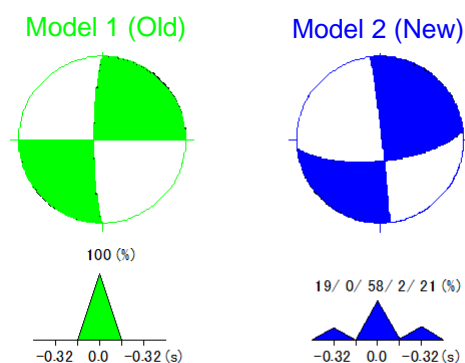 Model 1 (Old)
Model 2 (New)
100 (%)
19/ 0/ 58/ 2/ 21 (%)
-0.32 0.0 -0.32 (s)
-0.32 0.0 -0.32 (s)